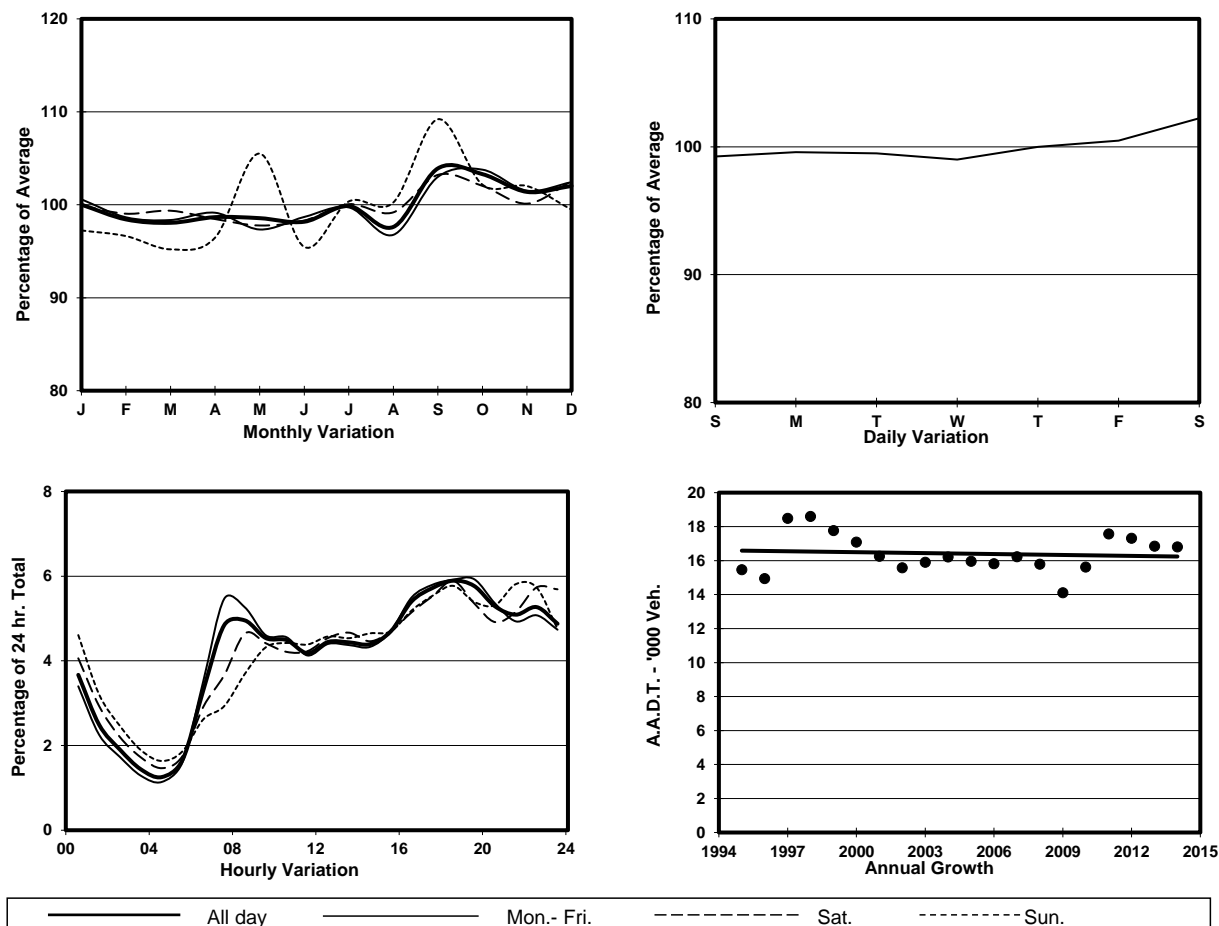 120
110
100
90
80
Percentage of Average
J F M A M J J A S O N D
Monthly Variation
110
100
90
80
Percentage of Average
S M T W T F S
Daily Variation
8
6
4
2
0
Percentage of 24 hr. Total
00 04 08 12 16 20 24
Hourly Variation
20
18
16
14
12
10
8
6
4
2
0
A.A.D.T. - '000 Veh.
1994 1997 2000 2003 2006 2009 2012 2015
Annual Growth
All day Mon.- Fri. Sat. Sun.